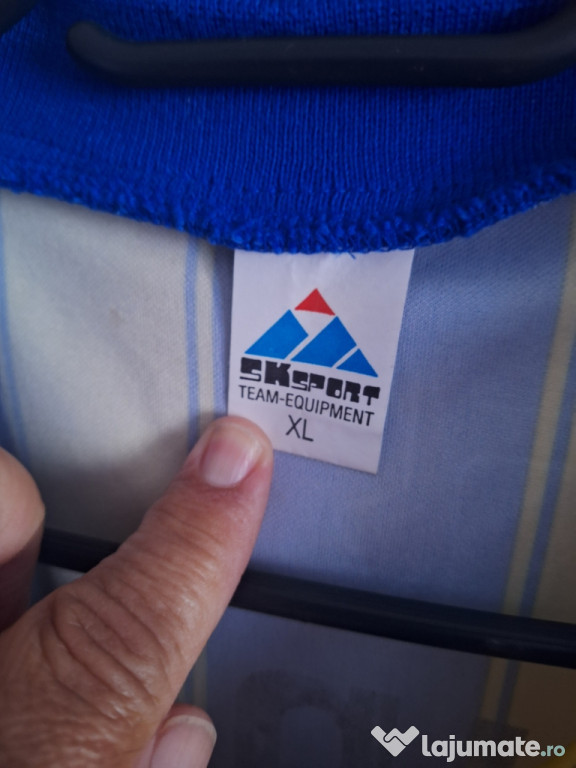 SKSPORT
TEAM-EQUIPMENT
XL
lajumate.ro